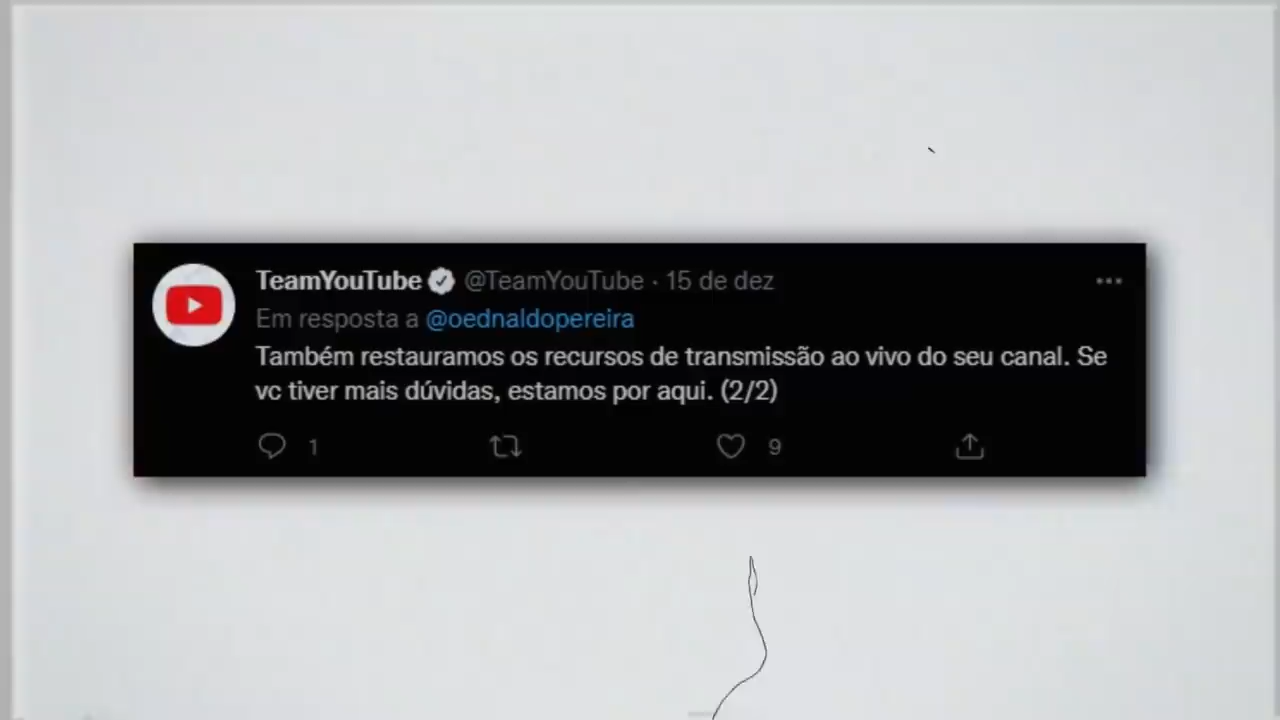 TeamYouTube @TeamYouTube · 15 de dez
Em resposta a @oednaldopereira
Também restauramos os recursos de transmissão ao vivo do seu canal. Se
vc tiver mais dúvidas, estamos por aqui. (2/2)
1 9